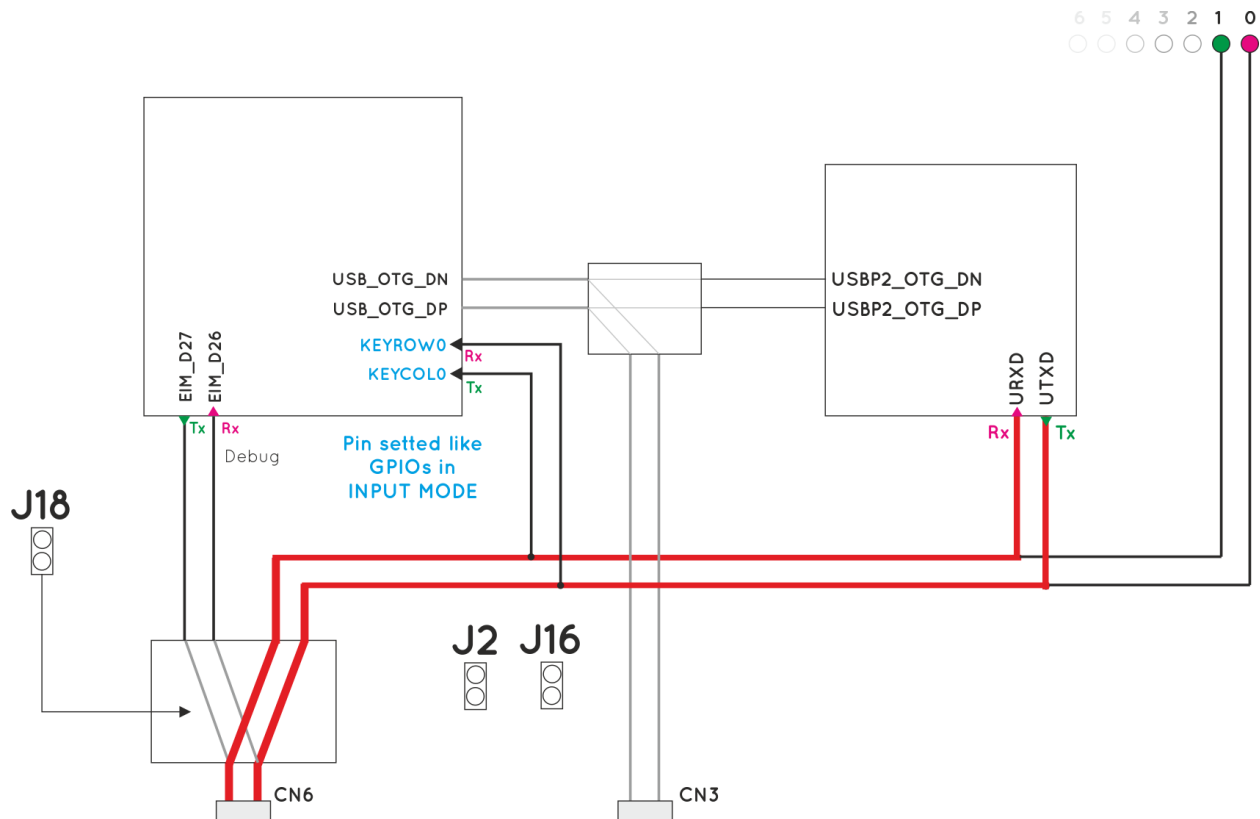 6 5 4 3 2 1 0
USB_OTG_DN
USB_OTG_DP
KEYROW0
Rx
KEYCOL0
Tx
EIM_D27
EIM_D26
Tx
Rx
Debug
Pin setted like
GPIOs in
INPUT MODE
USBP2_OTG_DN
USBP2_OTG_DP
URXD
UTXD
Rx
Tx
J18
J2
J16
CN6
CN3